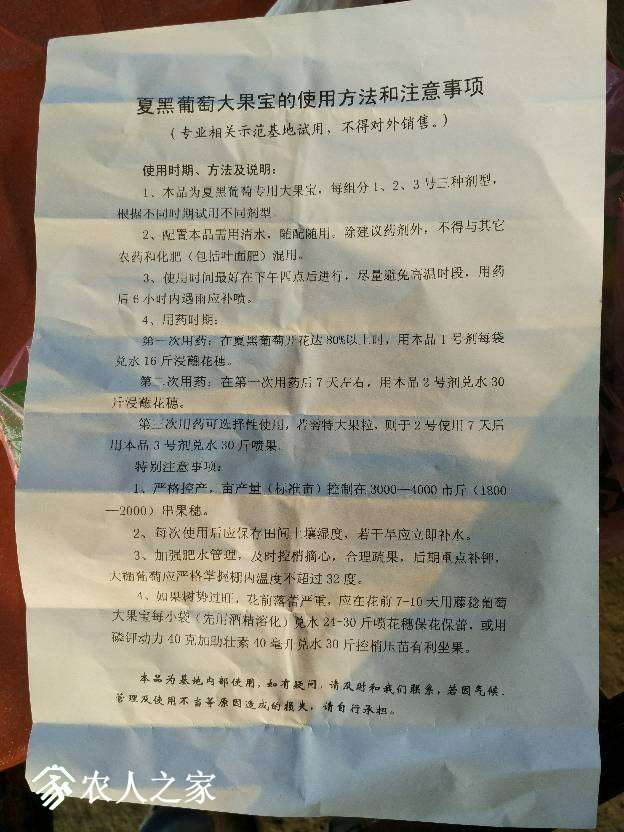 夏黑葡萄大果宝的使用方法和注意事项
（专业相关示范基地试用、不得对外销售。）
使用时期、方法及说明：
1、本品为夏黑葡萄专用大果宝，每组分1、2、3号三种剂型，
根据不同时期试用不同剂型。
2、配置本品需用清水，随配随用。除建议药剂外，不得与其它
农药和化肥（包括叶面肥）混用。
3、使用时间最好在下午四点后进行，尽量避免高温时段，用药
后6小时内遇雨应补喷。
4、用药时期：
第一次用药：在夏黑葡萄开花达80%以上时，用本品1号剂每袋
兑水16斤浸蘸花穗。
第二次用药：在第一次用药后7天左右，用本品2号剂兑水30
斤浸蘸花穗。
第三次用药可选择性使用，若需特大果粒，则于2号使用7天后
用本品3号剂兑水30斤喷果。
特别注意事项：
1、严格控产，亩产量（标准亩）控制在3000—4000市斤（1800
—2000）串果穗。
2、每次使用后应保存田间土壤湿度，若干旱应立即补水。
3、加强肥水管理，及时控梢摘心，合理疏果，后期重点补钾，
大棚葡萄应严格掌握棚内温度不超过32度。
4、如果树势过旺，花前落蕾严重，应在花前7-10天用藤稔葡萄
大果宝每小袋（先用酒精溶化）兑水24-30斤喷花穗保花保蕾，或用
磷钾动力40克加助壮素40毫升兑水30斤控梢压苗有利坐果。
本品为基地内部使用，如有疑问，请及时和我们联系，若因气候、
管理及使用不当等原因造成的损失，请自行承担。
农人之家